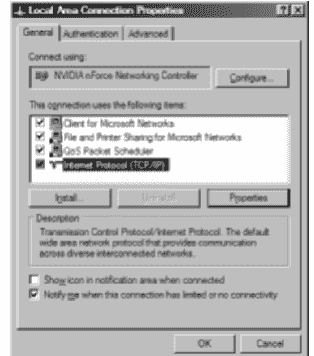 Local Area Connection Properties
General Authentication Advanced
Connect using:
NVIDIA nForce Networking Controller
Configure...
This connection uses the following items:
Client for Microsoft Networks
File and Printer Sharing for Microsoft Networks
QoS Packet Scheduler
Internet Protocol (TCP/IP)
Install... Uninstall Properties
Description
Transmission Control Protocol/Internet Protocol. The default
wide area network protocol that provides communication
across diverse interconnected networks.
Show icon in notification area when connected
Notify me when this connection has limited or no connectivity
OK Cancel